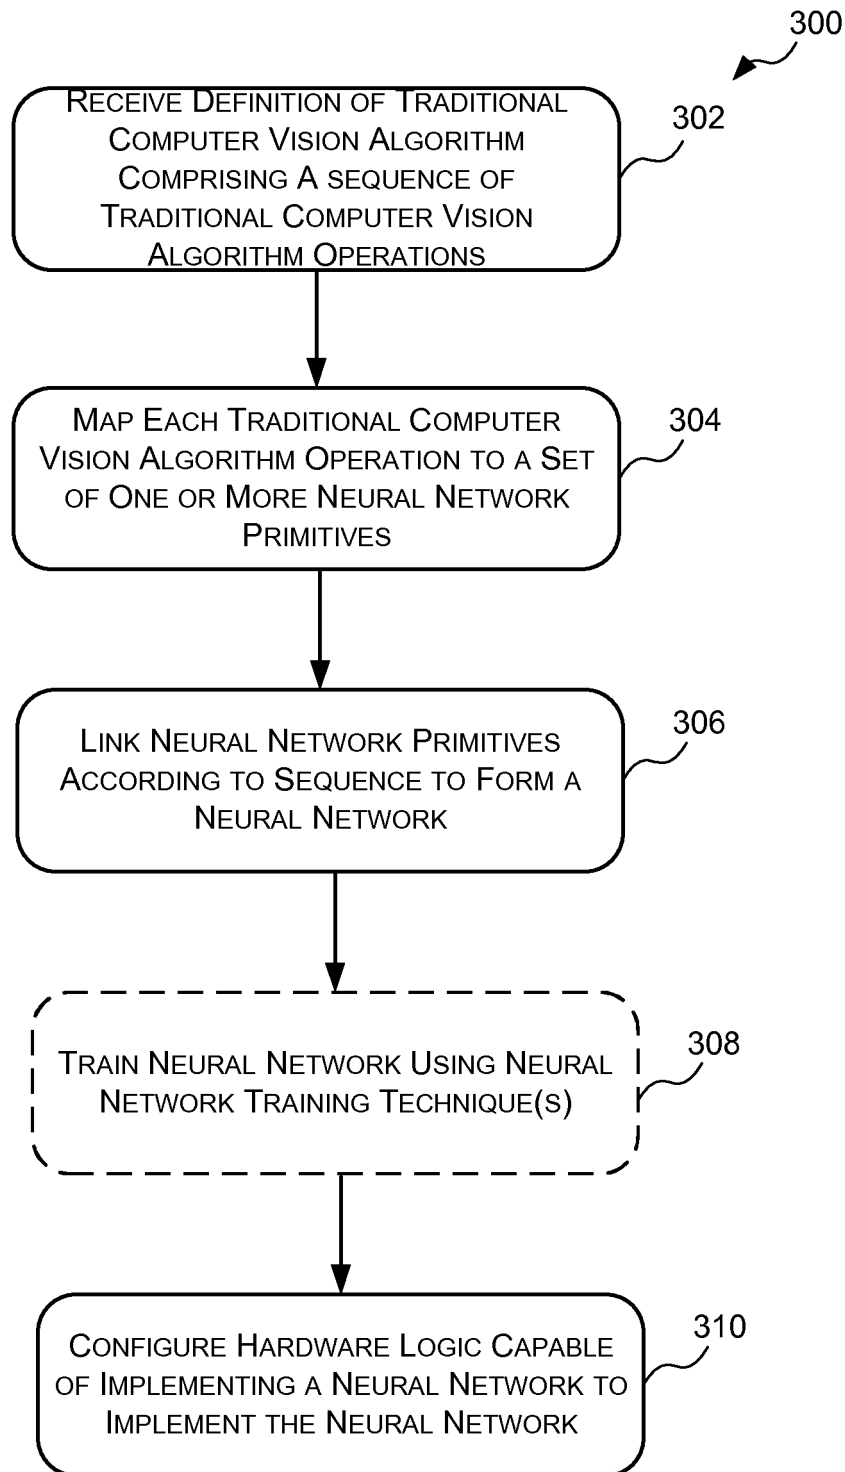 300
RECEIVE DEFINITION OF TRADITIONAL
COMPUTER VISION ALGORITHM
COMPRISING A SEQUENCE OF
TRADITIONAL COMPUTER VISION
ALGORITHM OPERATIONS
302
MAP EACH TRADITIONAL COMPUTER
VISION ALGORITHM OPERATION TO A SET
OF ONE OR MORE NEURAL NETWORK
PRIMITIVES
304
LINK NEURAL NETWORK PRIMITIVES
ACCORDING TO SEQUENCE TO FORM A
NEURAL NETWORK
306
TRAIN NEURAL NETWORK USING NEURAL
NETWORK TRAINING TECHNIQUE(S)
308
CONFIGURE HARDWARE LOGIC CAPABLE
OF IMPLEMENTING A NEURAL NETWORK TO
IMPLEMENT THE NEURAL NETWORK
310